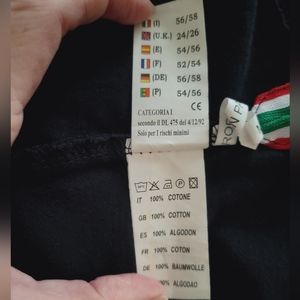 (I) 56/58
(U.K.) 24/26
(E) 54/56
(F) 52/54
(DE) 56/58
(P) 54/56
CATEGORIA I
secondo il DL 475 del 4/12/92
Solo per I rischi minimi
CE
IT 100% COTONE
GB 100% COTTON
ES 100% ALGODON
FR 100% COTON
DE 100% BAUMWOLLE
100% ALGODAO